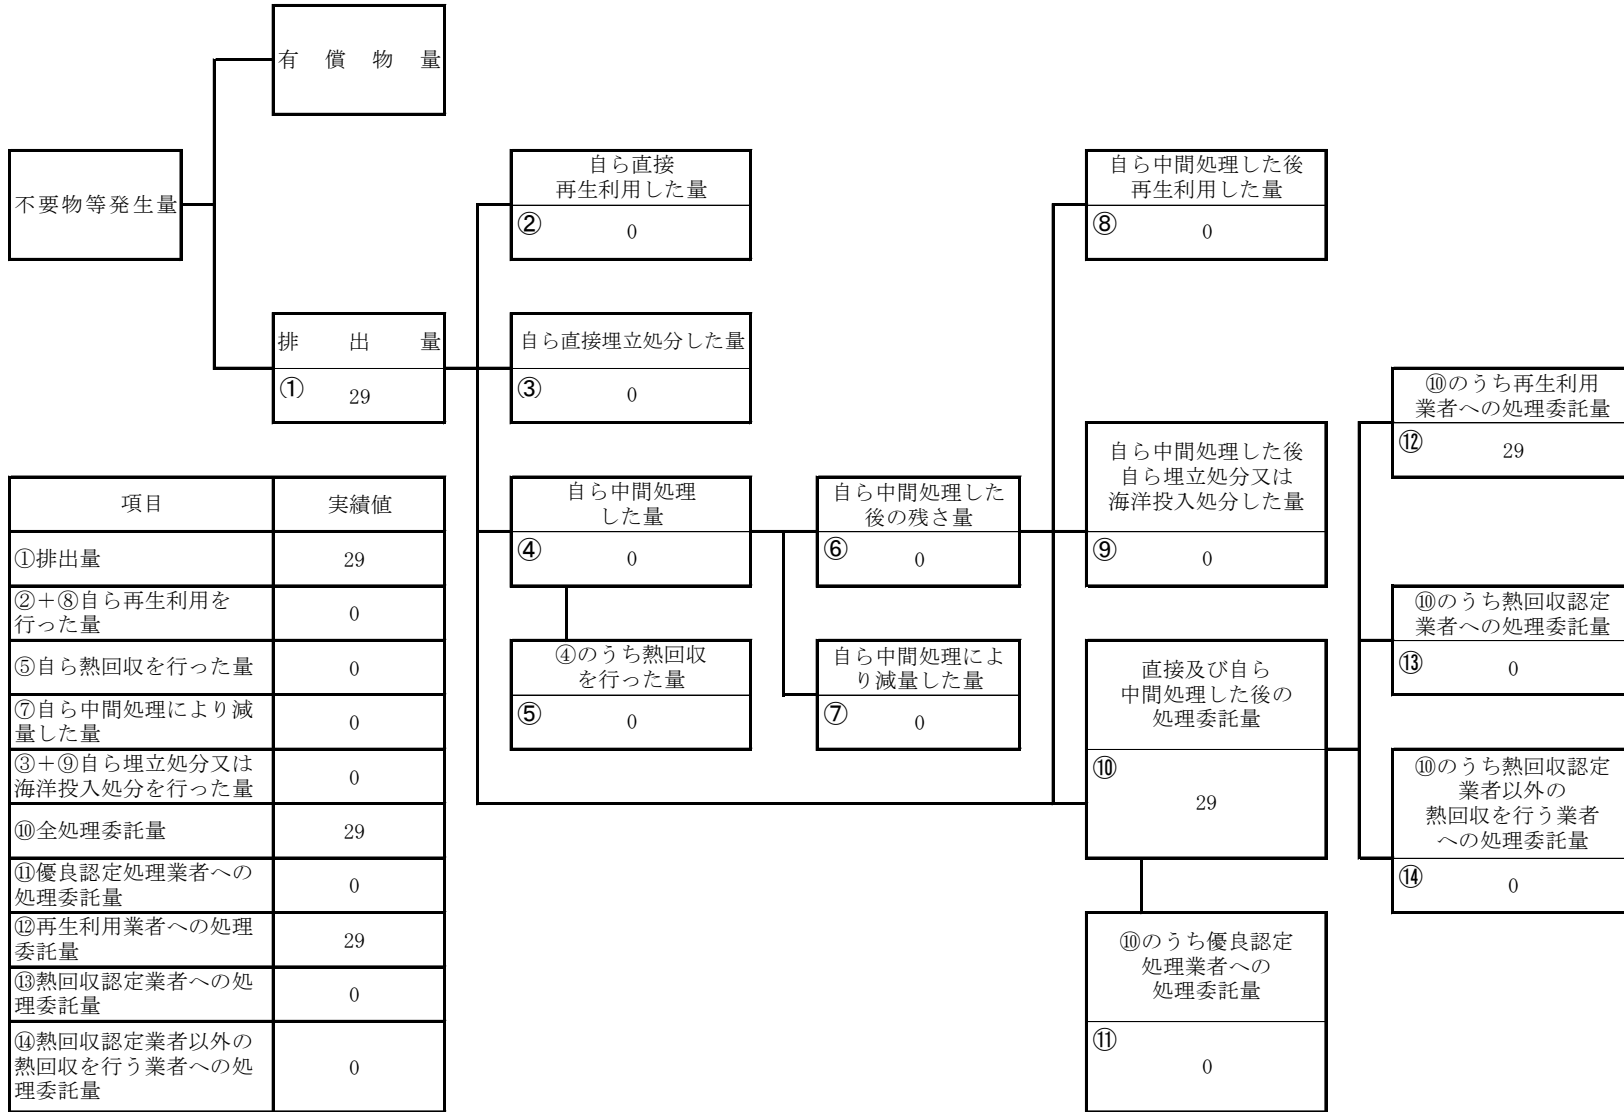 有償物量
不要物等発生量
排出量
① 29
自ら直接
再生利用した量
② 0
自ら直接埋立処分した量
③ 0
自ら中間処理
した量
④ 0
④のうち熱回収
を行った量
⑤ 0
自ら中間処理した
後の残さ量
⑥ 0
自ら中間処理によ
り減量した量
⑦ 0
自ら中間処理した後
再生利用した量
⑧ 0
自ら中間処理した後
自ら埋立処分又は
海洋投入処分した量
⑨ 0
直接及び自ら
中間処理した後の
処理委託量
⑩
29
⑩のうち優良認定
処理業者への
処理委託量
⑪
0
⑩のうち再生利用
業者への処理委託量
⑫ 29
⑩のうち熱回収認定
業者への処理委託量
⑬ 0
⑩のうち熱回収認定
業者以外の
熱回収を行う業者
への処理委託量
⑭ 0
項目 実績値
①排出量 29
②+⑧自ら再生利用を
行った量 0
⑤自ら熱回収を行った量 0
⑦自ら中間処理により減
量した量 0
③+⑨自ら埋立処分又は
海洋投入処分を行った量 0
⑩全処理委託量 29
⑪優良認定処理業者への
処理委託量 0
⑫再生利用業者への処理
委託量 29
⑬熱回収認定業者への処
理委託量 0
⑭熱回収認定業者以外の
熱回収を行う業者への処
理委託量 0